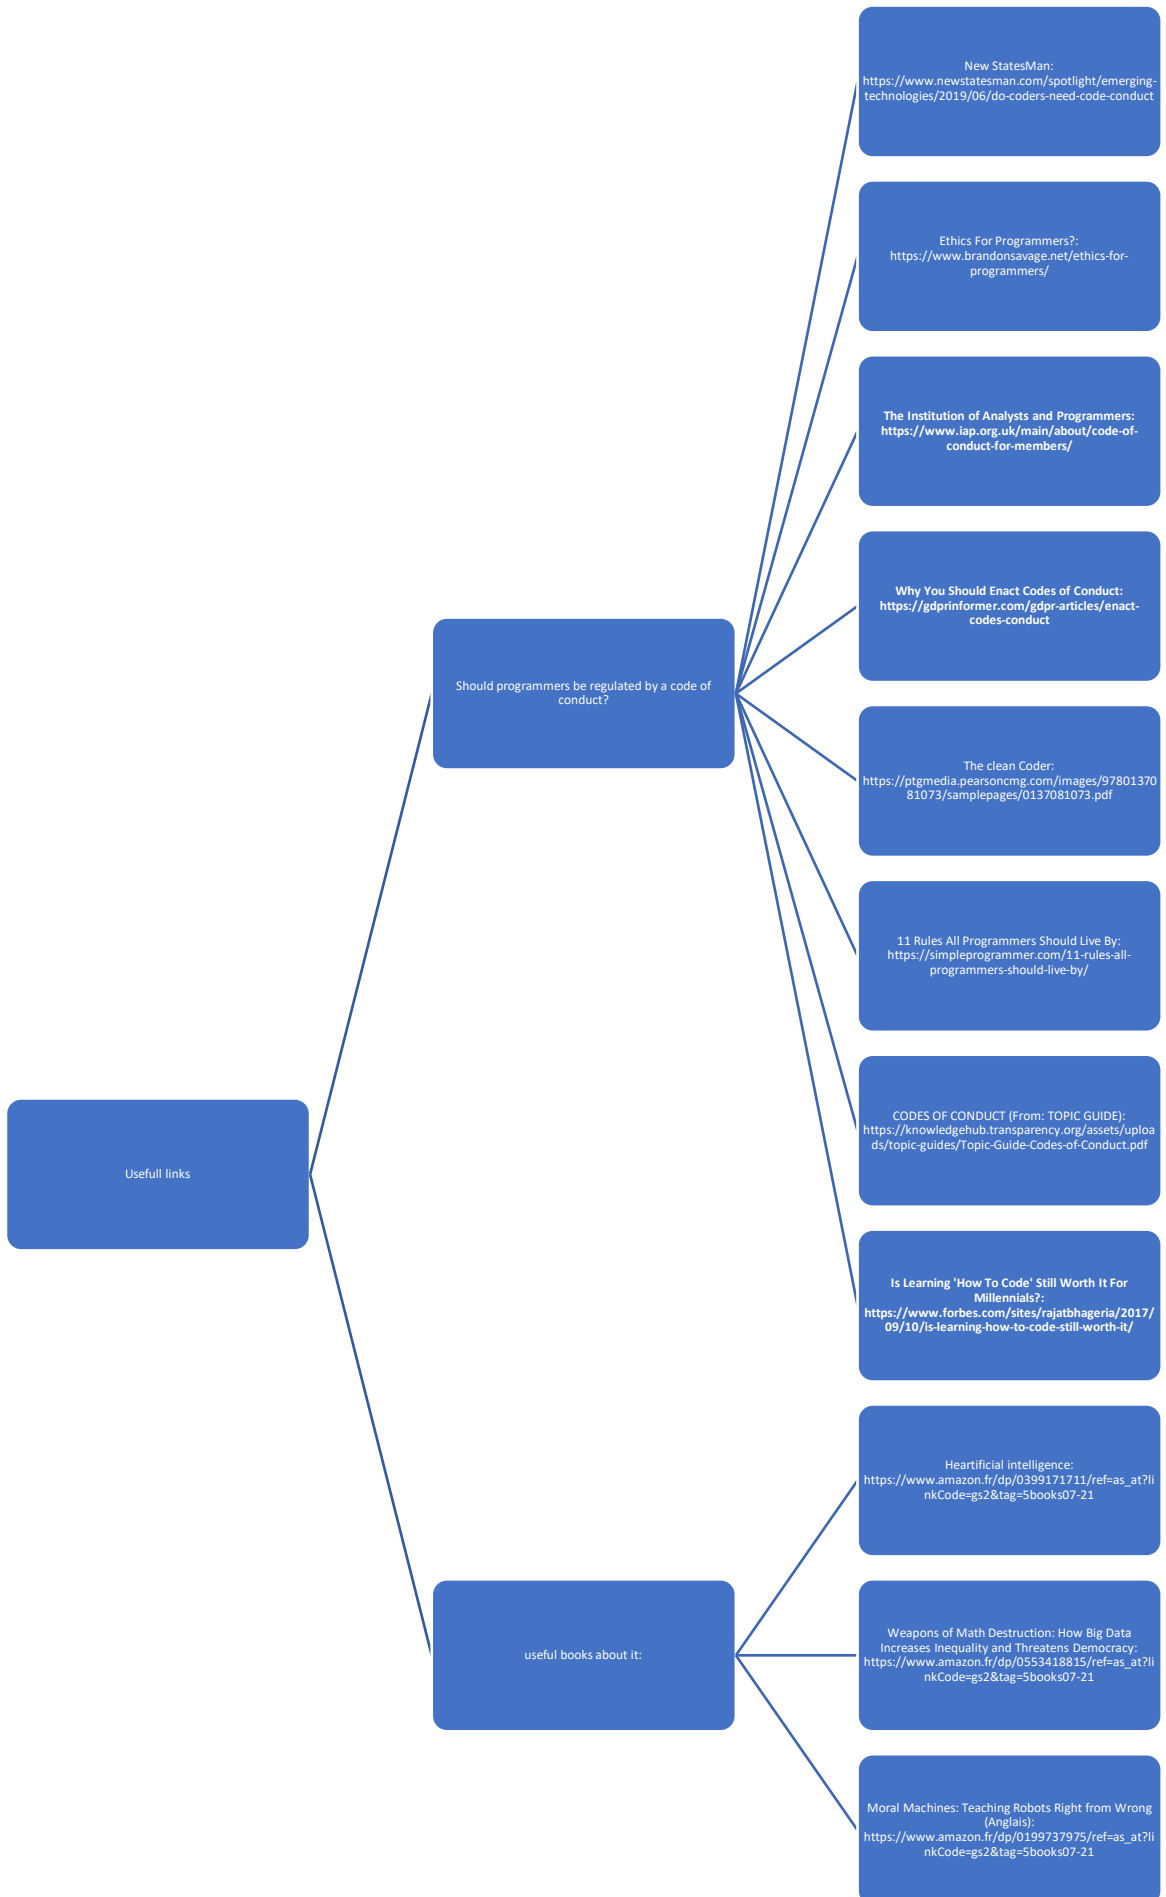 New StatesMan:
https://www.newstatesman.com/spotlight/emerging-
technologies/2019/06/do-coders-need-code-conduct
Ethics For Programmers?:
https://www.brandonsavage.net/ethics-for-
programmers/
The Institution of Analysts and Programmers:
https://www.iap.org.uk/main/about/code-of-
conduct-for-members/
Why You Should Enact Codes of Conduct:
https://gdprinformer.com/gdpr-articles/enact-
codes-conduct
Should programmers be regulated by a code of
conduct?
The clean Coder:
https://ptgmedia.pearsoncmg.com/images/97801370
81073/samplepages/0137081073.pdf
11 Rules All Programmers Should Live By:
https://simpleprogrammer.com/11-rules-all-
programmers-should-live-by/
CODES OF CONDUCT (From: TOPIC GUIDE):
https://knowledgehub.transparency.org/assets/uploa
ds/topic-guides/Topic-Guide-Codes-of-Conduct.pdf
Usefull links
Is Learning 'How To Code' Still Worth It For
Millennials?:
https://www.forbes.com/sites/rajatbhageria/2017/
09/10/is-learning-how-to-code-still-worth-it/
Heartificial intelligence:
https://www.amazon.fr/dp/0399171711/ref=as_at?li
nkCode=gs2&tag=5books07-21
useful books about it:
Weapons of Math Destruction: How Big Data
Increases Inequality and Threatens Democracy:
https://www.amazon.fr/dp/0553418815/ref=as_at?li
nkCode=gs2&tag=5books07-21
Moral Machines: Teaching Robots Right from Wrong
(Anglais):
https://www.amazon.fr/dp/0199737975/ref=as_at?li
nkCode=gs2&tag=5books07-21